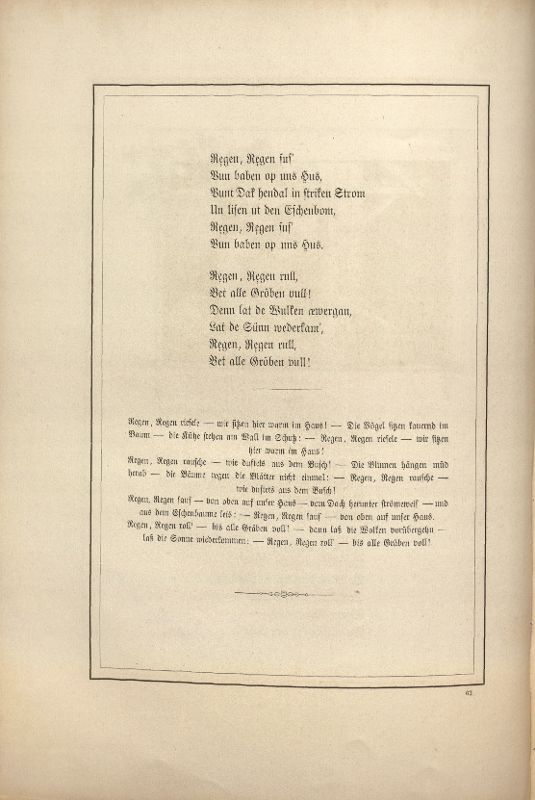 Regen, Regen sus'
Vun baben op uns Hus,
Vunt Dak hendal in striken Strom
Un lisen ut den Eschenbom,
Regen, Regen sus'
Vun baben op uns Hus.
Regen, Regen rull,
Bet alle Gröben vull!
Denn lat de Wulken æwergan,
Lat de Sünn wederkam',
Regen, Regen rull,
Bet alle Gröben vull!
Regen, Regen riesele — wir sitzen hier warm im Haus! — Die Vögel sitzen kauernd im
Baum — die Kühe stehen am Wall im Schutz: — Regen, Regen riesele — wir sitzen
hier warm im Haus!
Regen, Regen rausche — wie duftets aus dem Busch! — Die Blumen hängen müd
herab — die Bäume regen die Blätter nicht einmal: — Regen, Regen rausche —
wie duftets aus dem Busch!
Regen, Regen saus' — von oben auf unser Haus — vom Dach herunter stromweis' — und
aus dem Eschenbaume leis: — Regen, Regen saus' — von oben auf unser Haus.
Regen, Regen roll' — bis alle Gräben voll! — dann laß die Wolken vorübergehn —
laß die Sonne wiederkommen: — Regen, Regen roll' — bis alle Gräben voll!